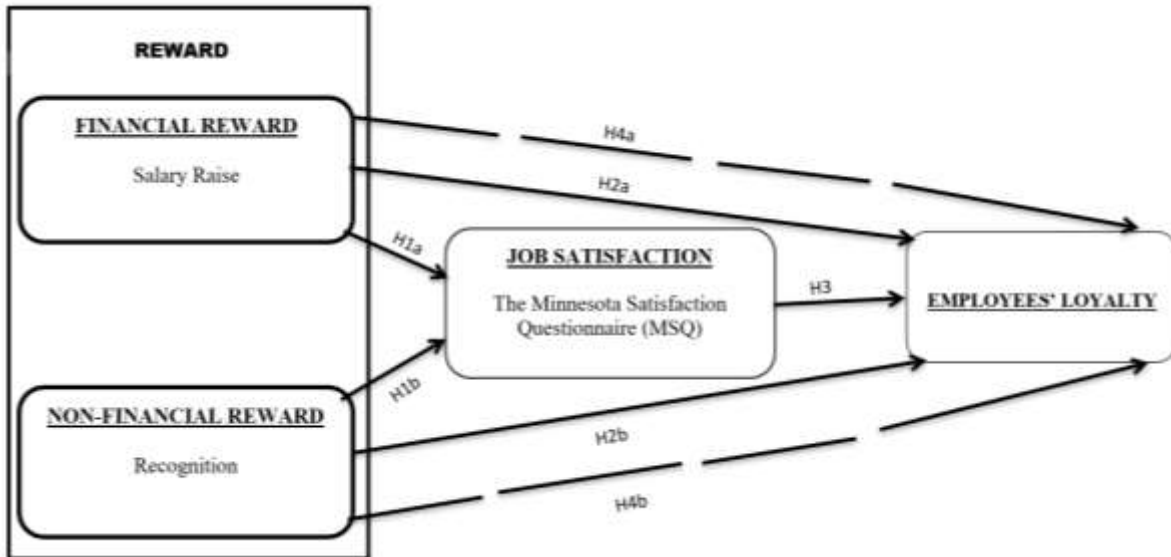 REWARD
FINANCIAL REWARD
Salary Raise
H4a
H2a
H1a
JOB SATISFACTION
The Minnesota Satisfaction
Questionnaire (MSQ)
H3
EMPLOYEES’ LOYALTY
H1b
NON-FINANCIAL REWARD
Recognition
H2b
H4b